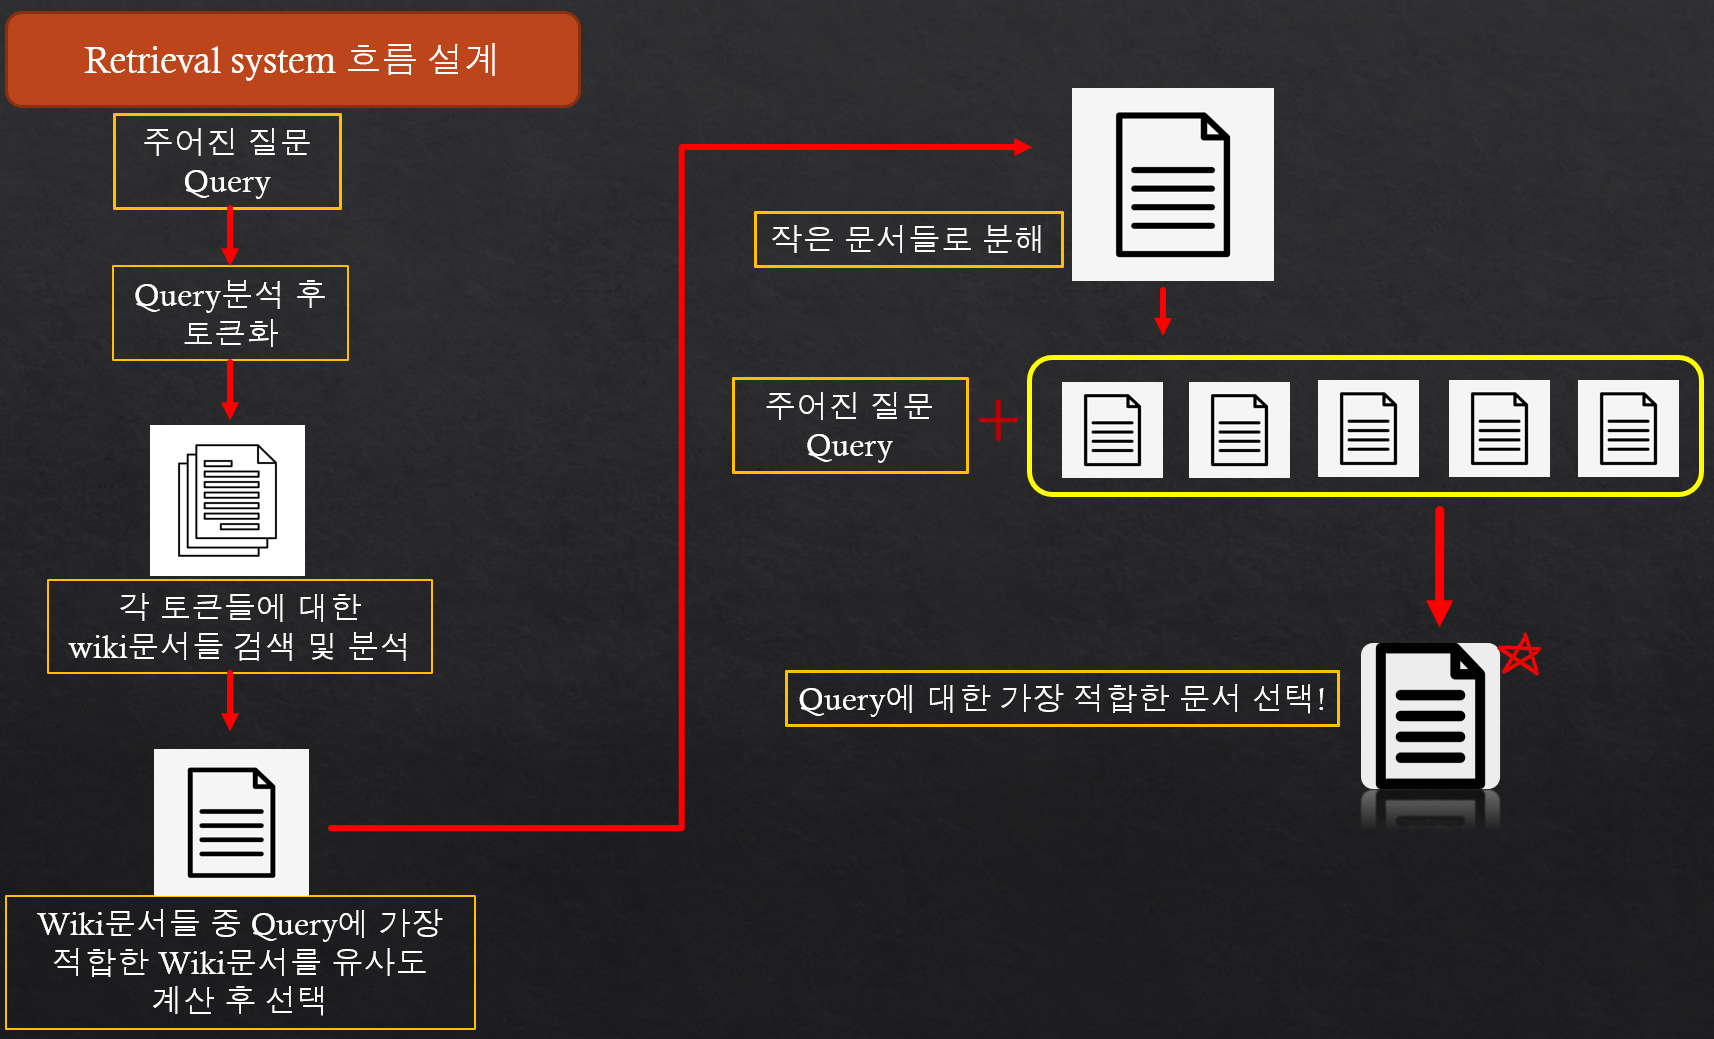 Retrieval system 흐름 설계
주어진 질문
Query
Query분석 후
토큰화
각 토큰들에 대한
wiki문서들 검색 및 분석
Wiki문서들 중 Query에 가장
적합한 Wiki문서를 유사도
계산 후 선택
작은 문서들로 분해
주어진 질문
Query
Query에 대한 가장 적합한 문서 선택!